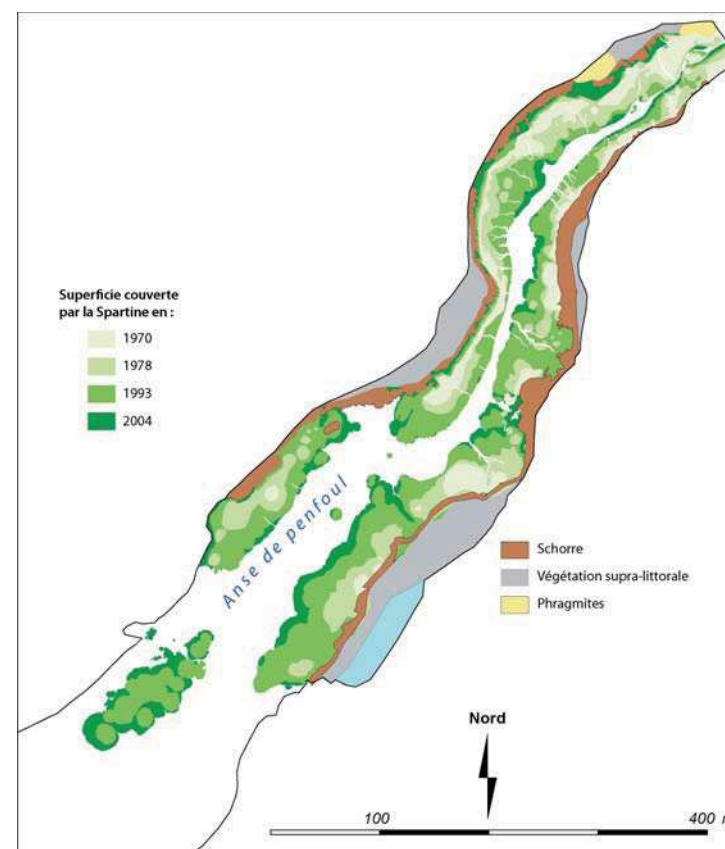 Superficie couverte
par la Spartine en :
1970
1978
1993
2004
Anse de penfoul
Schorre
Végétation supra-littorale
Phragmites
Nord
100
400 m